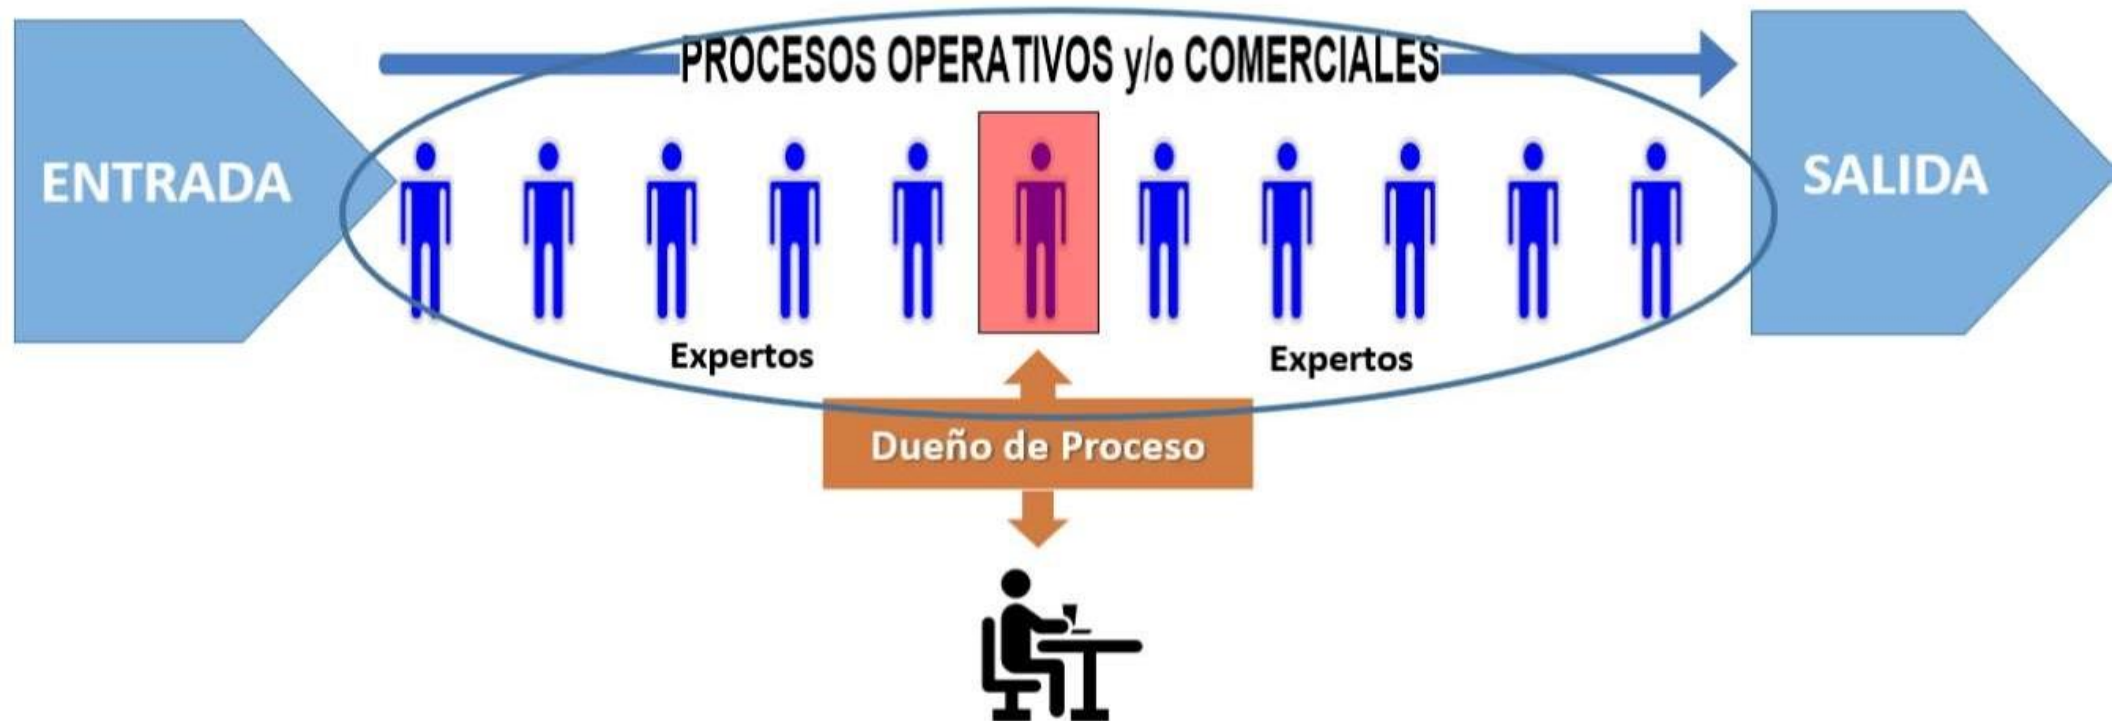 PROCESOS OPERATIVOS y/o COMERCIALES
ENTRADA
SALIDA
Expertos
Expertos
Dueño de Proceso